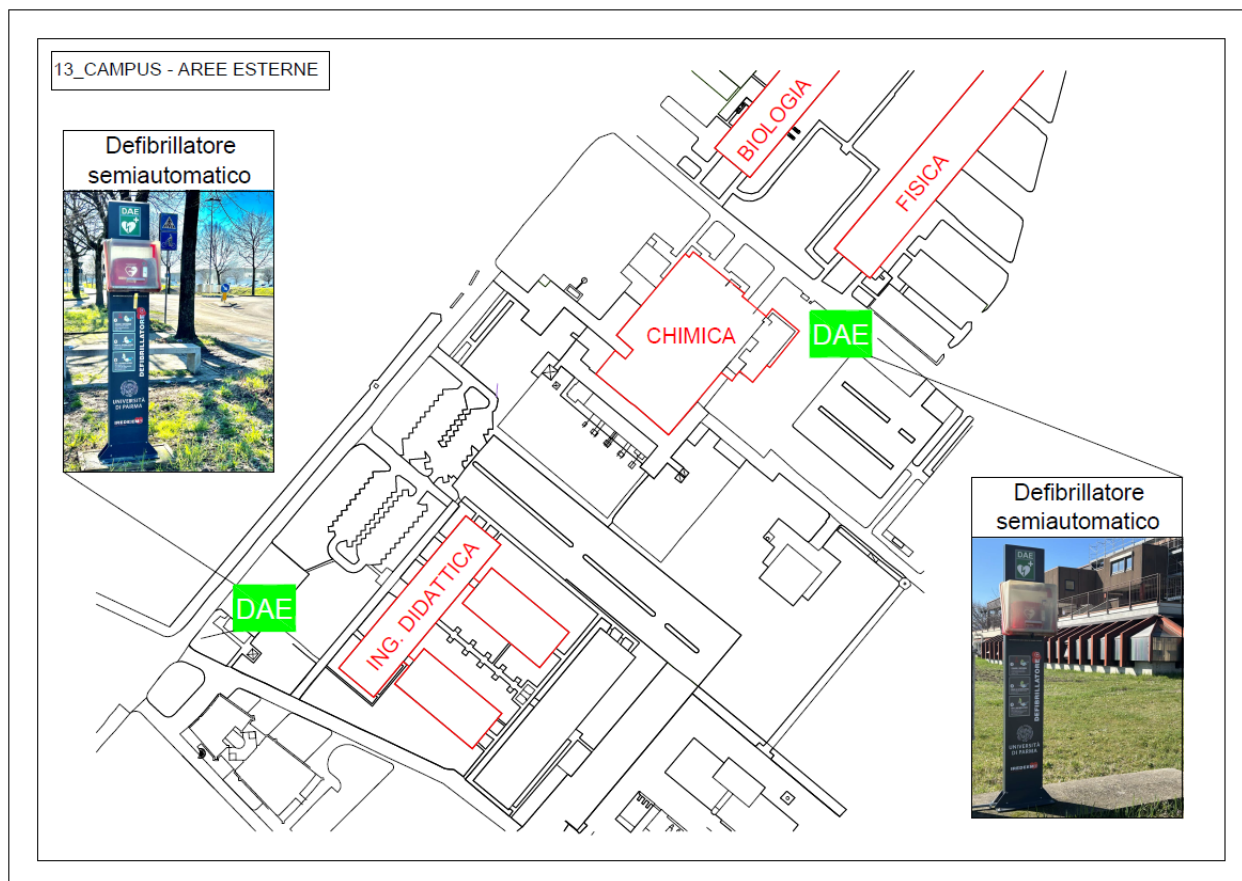 13_CAMPUS - AREE ESTERNE
Defibrillatore
semiautomatico
DAE
DEFIBRILLATORE
UNIVERSITÀ
DI PARMA
BIOLOGIA
FISICA
CHIMICA
DAE
ING. DIDATTICA
DAE
Defibrillatore
semiautomatico
DAE
DEFIBRILLATORE
UNIVERSITÀ
DI PARMA